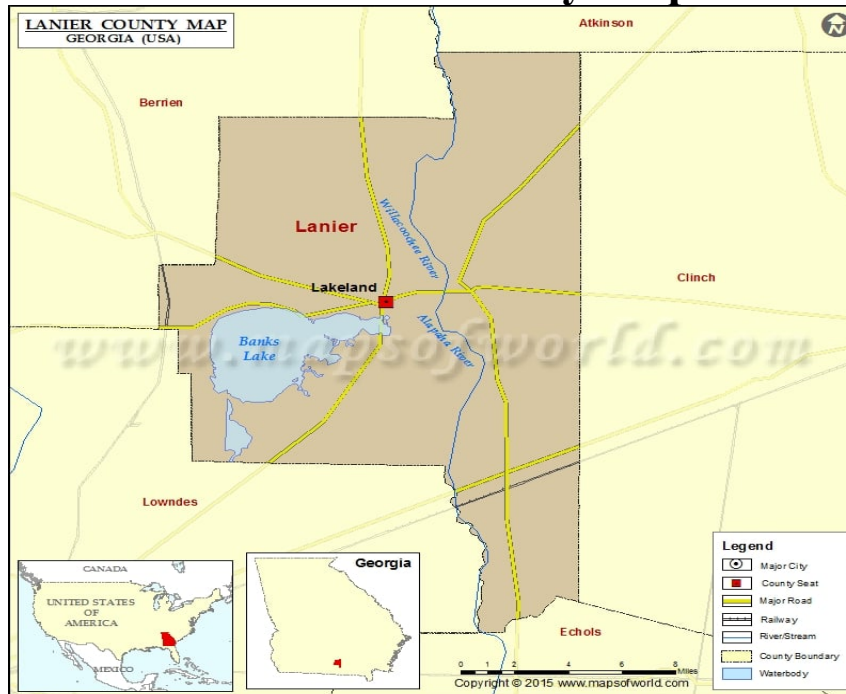 LANIER COUNTY MAP
GEORGIA (USA)
Atkinson
N
Berrien
Lanier
Willacoochee River
Clinch
Lakeland
Alapaha River
Banks
Lake
www.mapsofworld.com
Lowndes
Echols
CANADA
UNITED STATES
OF
AMERICA
MEXICO
Georgia
Legend
Major City
County Seat
Major Road
Railway
River/Stream
County Boundary
Waterbody
0 1 2 4 6 8
Miles
Copyright © 2015 www.mapsofworld.com